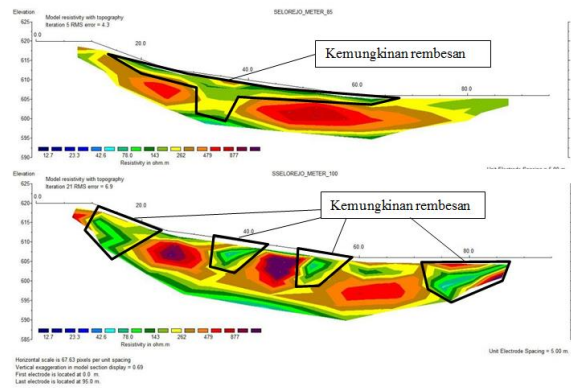 SELOREJO_METER_85
Elevation
Model resistivity with topography
Iteration 5 RMS error = 4.3
625
0.0
620
20.0
Kemungkinan rembesan
615
610
40.0
60.0
80.0
605
600
595
590
12.7 23.3 42.6 78.0 143 262 479 877
Resistivity in ohm.m
Unit Electrode Spacing = 5.00 m.
SSELOREJO_METER_100
Elevation
Model resistivity with topography
Iteration 21 RMS error = 6.9
625
0.0
620
20.0
Kemungkinan rembesan
615
40.0
610
60.0
80.0
605
600
595
590
585
12.7 23.3 42.6 78.0 143 262 479 877
Resistivity in ohm.m
Unit Electrode Spacing = 5.00 m.
Horizontal scale is 67.63 pixels per unit spacing
Vertical exaggeration in model section display = 0.69
First electrode is located at 0.0 m.
Last electrode is located at 95.0 m.